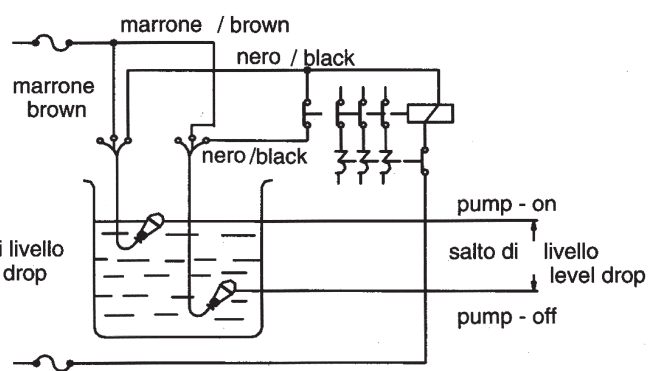 marrone / brown
nero / black
marrone
brown
nero /black
pump - on
i livello
drop
salto di livello
level drop
pump - off